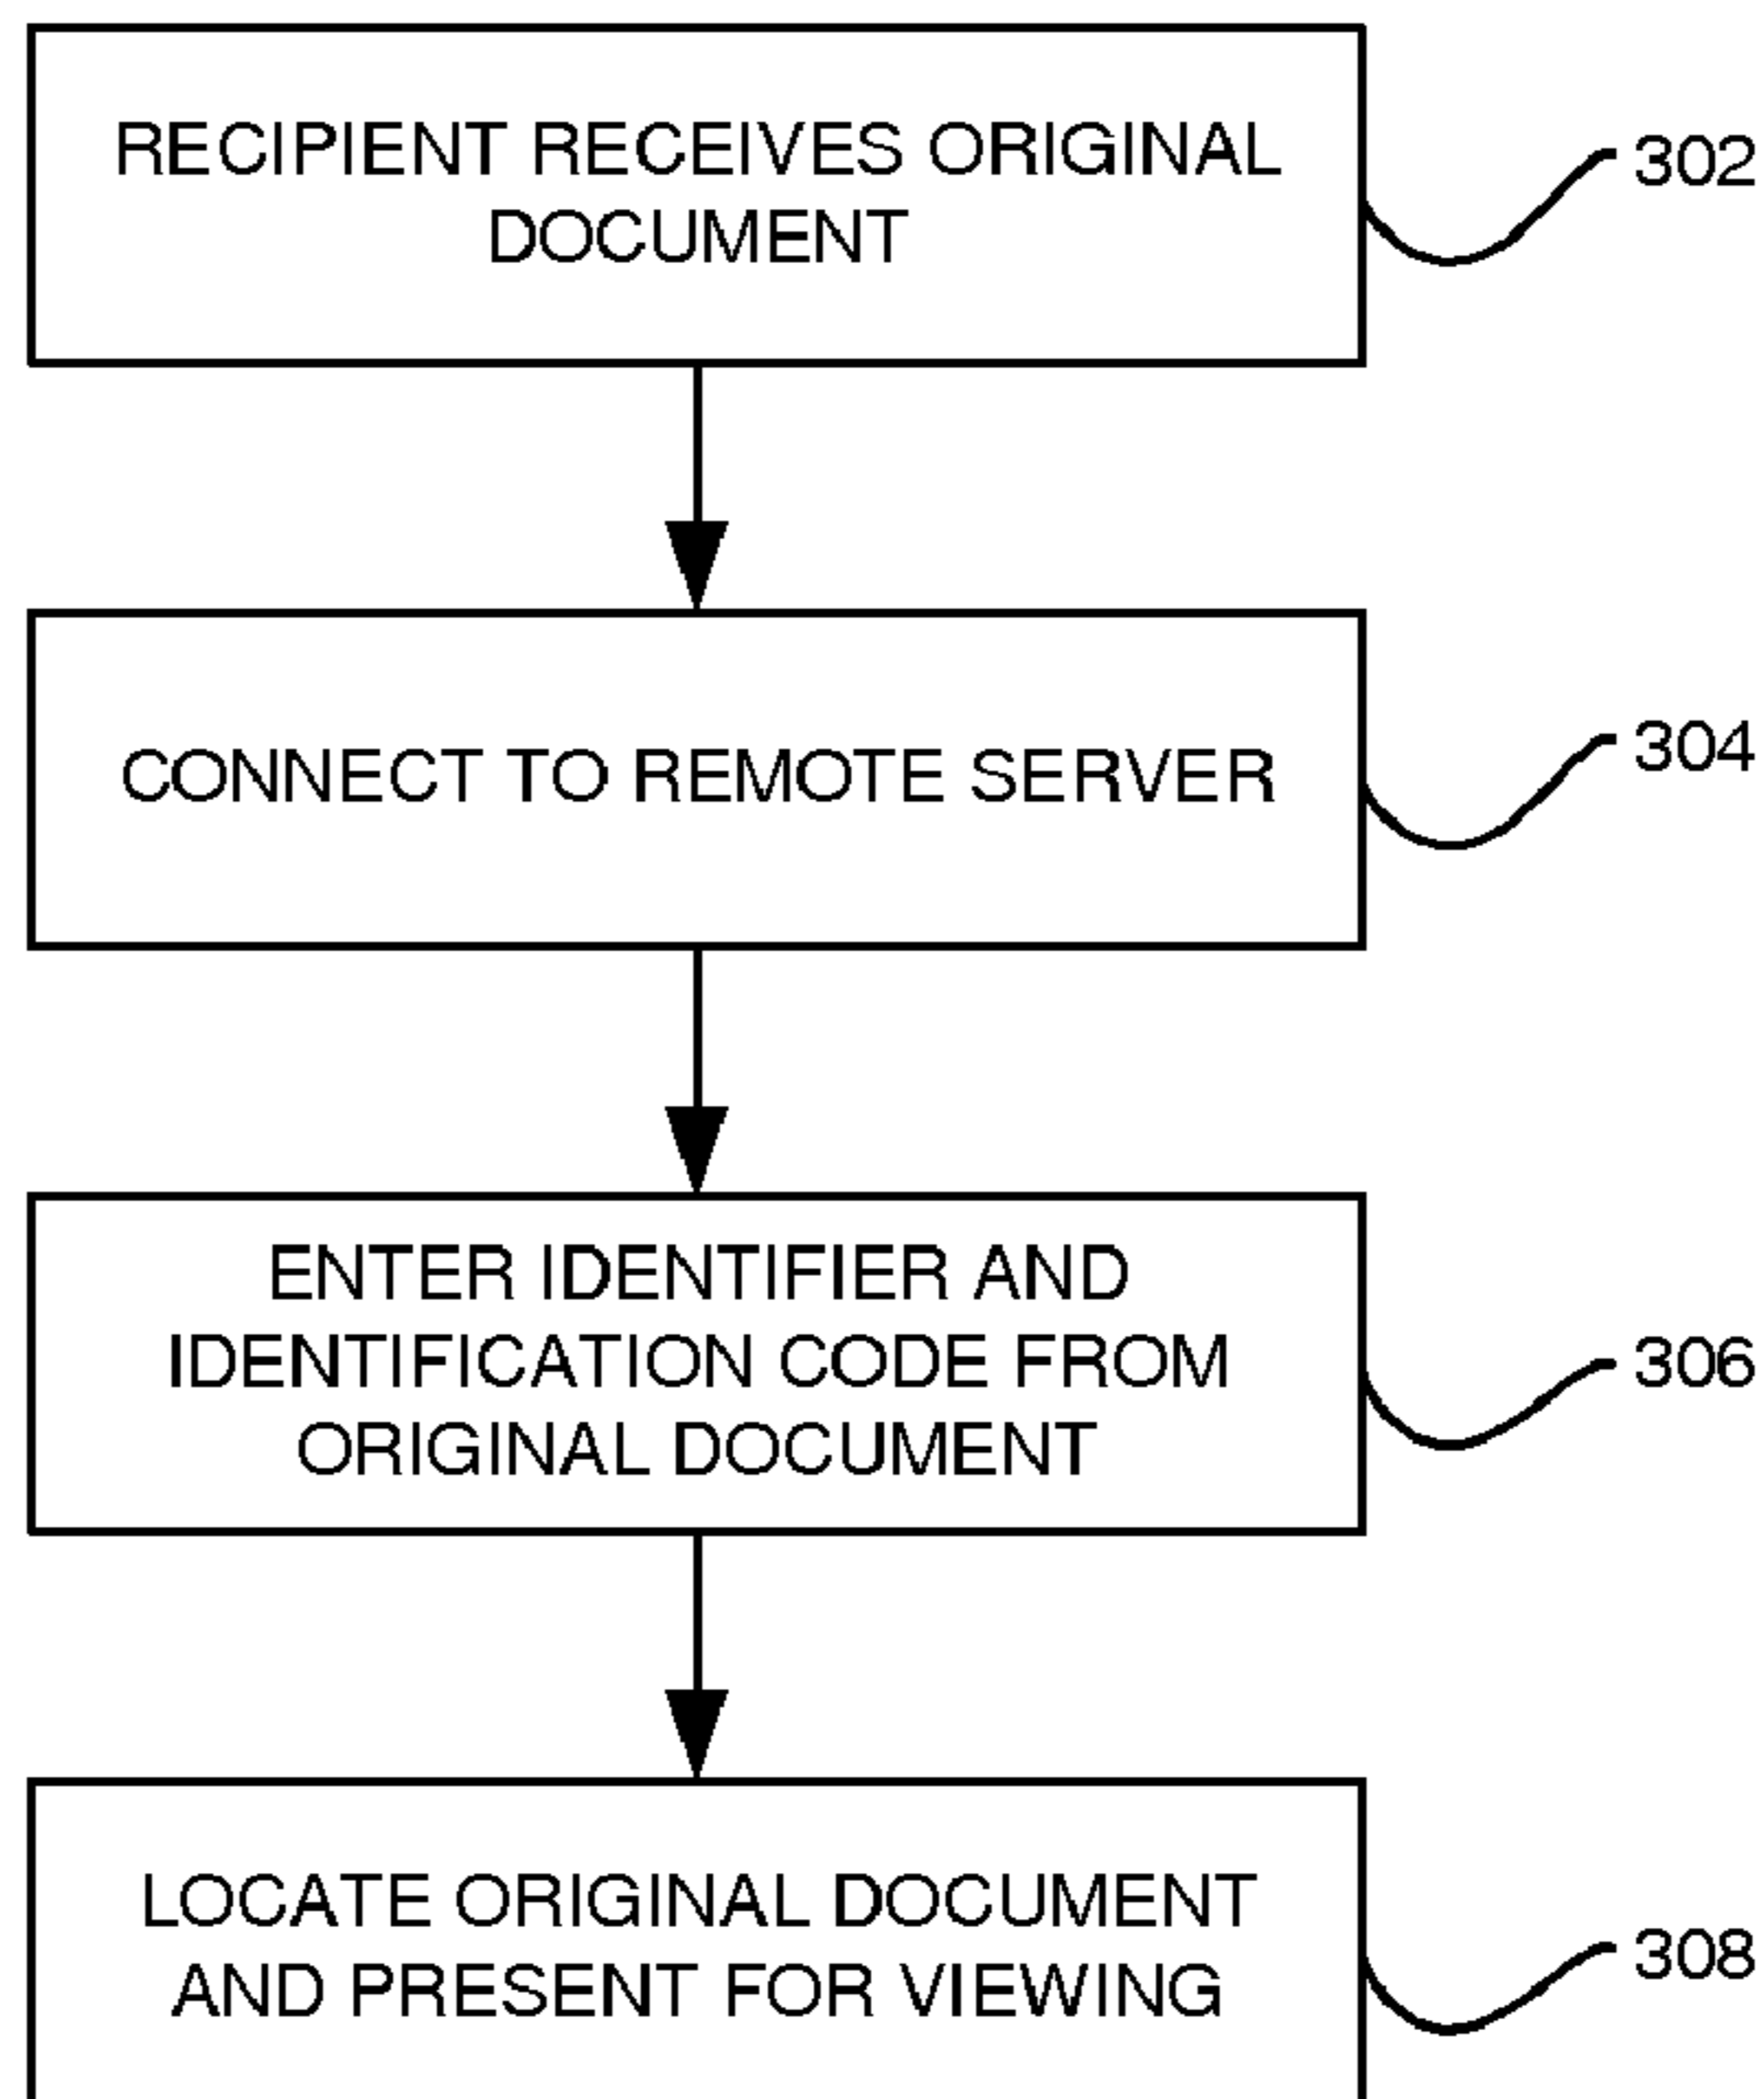 RECIPIENT RECEIVES ORIGINAL
DOCUMENT
302
CONNECT TO REMOTE SERVER
304
ENTER IDENTIFIER AND
IDENTIFICATION CODE FROM
ORIGINAL DOCUMENT
306
LOCATE ORIGINAL DOCUMENT
AND PRESENT FOR VIEWING
308